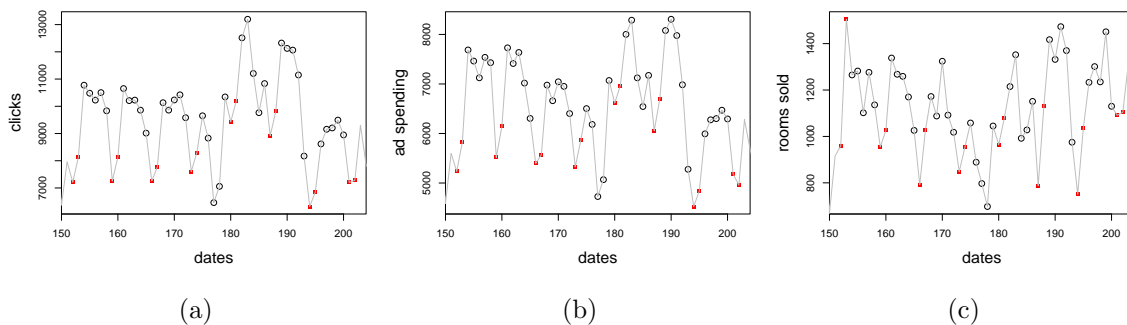 clicks
7000 9000 11000 13000
150 160 170 180 190 200
dates
(a)
ad spending
5000 6000 7000 8000
150 160 170 180 190 200
dates
(b)
rooms sold
800 1000 1200 1400
150 160 170 180 190 200
dates
(c)